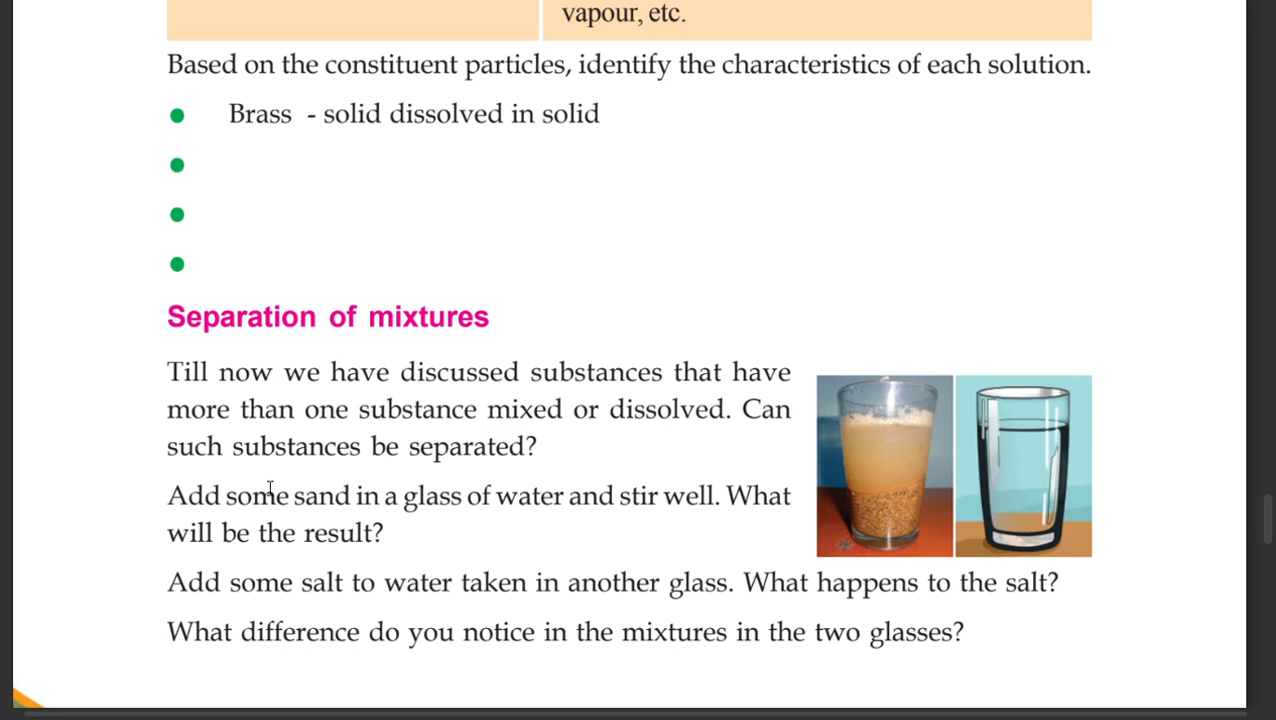 vapour, etc.
Based on the constituent particles, identify the characteristics of each solution.
Brass - solid dissolved in solid
Separation of mixtures
Till now we have discussed substances that have
more than one substance mixed or dissolved. Can
such substances be separated?
Add some sand in a glass of water and stir well. What
will be the result?
Add some salt to water taken in another glass. What happens to the salt?
What difference do you notice in the mixtures in the two glasses?